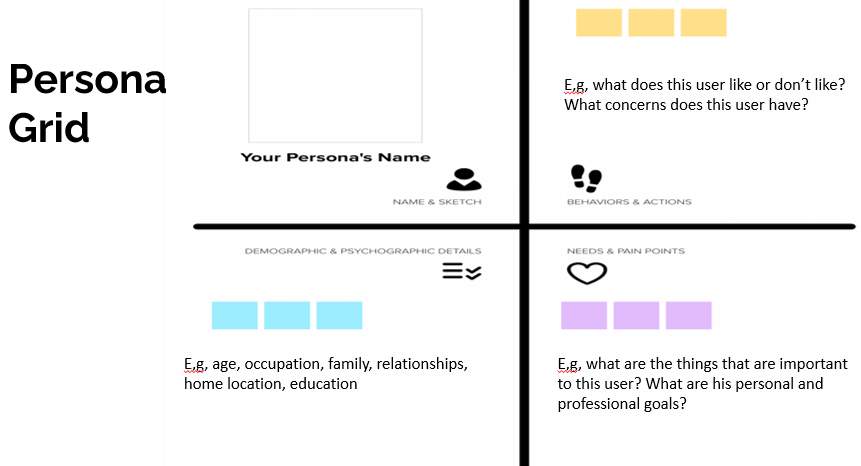 Persona
Grid
Your Persona's Name
NAME & SKETCH
E,g, what does this user like or don't like?
What concerns does this user have?
BEHAVIORS & ACTIONS
DEMOGRAPHIC & PSYCHOGRAPHIC DETAILS
E,g, age, occupation, family, relationships,
home location, education
NEEDS & PAIN POINTS
E,g, what are the things that are important
to this user? What are his personal and
professional goals?